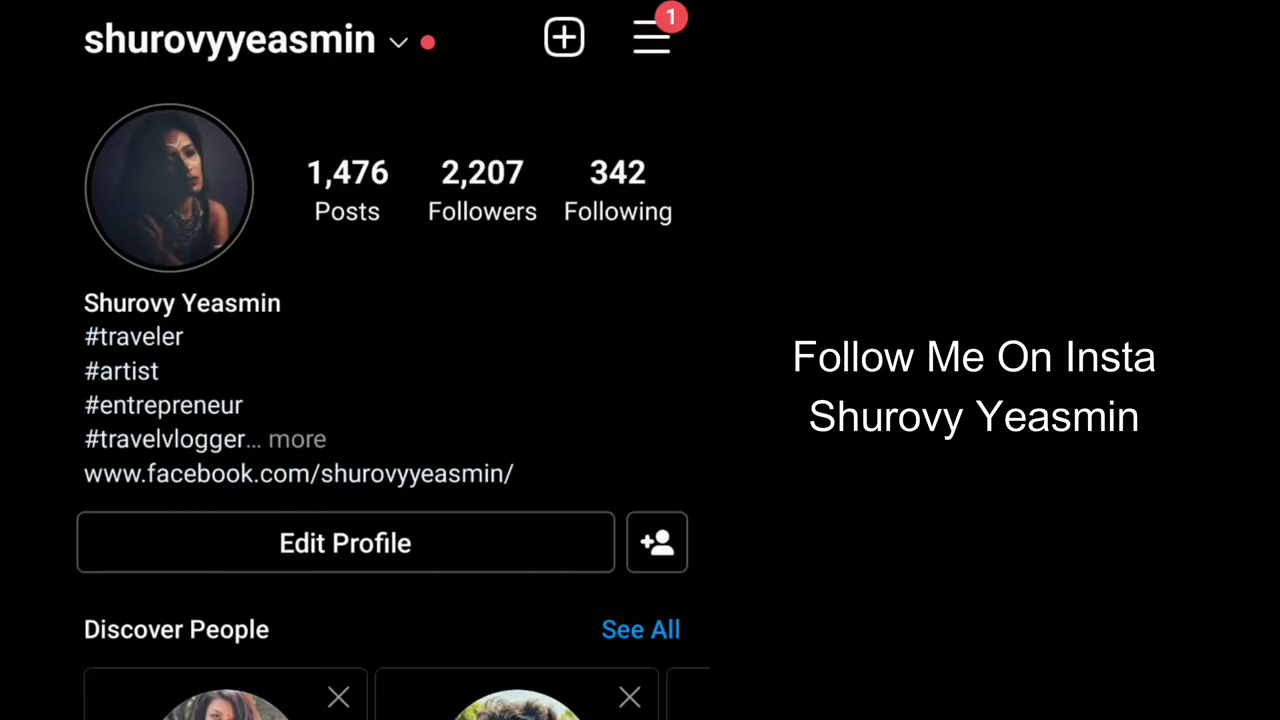 shurovyyeasmin
1
1,476 2,207 342
Posts Followers Following
Shurovy Yeasmin
#traveler
#artist
#entrepreneur
#travelvlogger... more
www.facebook.com/shurovyyeasmin/
Edit Profile
Discover People See All
Follow Me On Insta
Shurovy Yeasmin